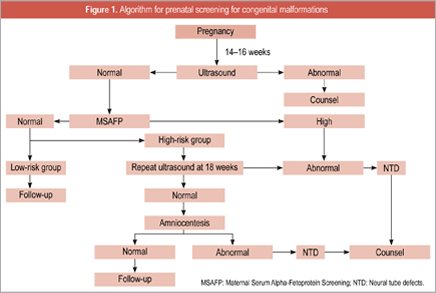 Figure 1. Algorithm for prenatal screening for congenital malformations
Pregnancy
14–16 weeks
Normal
Ultrasound
Abnormal
Counsel
Normal
MSAFP
High
High-risk group
Low-risk group
Repeat ultrasound at 18 weeks
Abnormal
NTD
Follow-up
Normal
Amniocentesis
Normal
Abnormal
NTD
Counsel
Follow-up
MSAFP: Maternal Serum Alpha-Fetoprotein Screening; NTD: Neural tube defects.